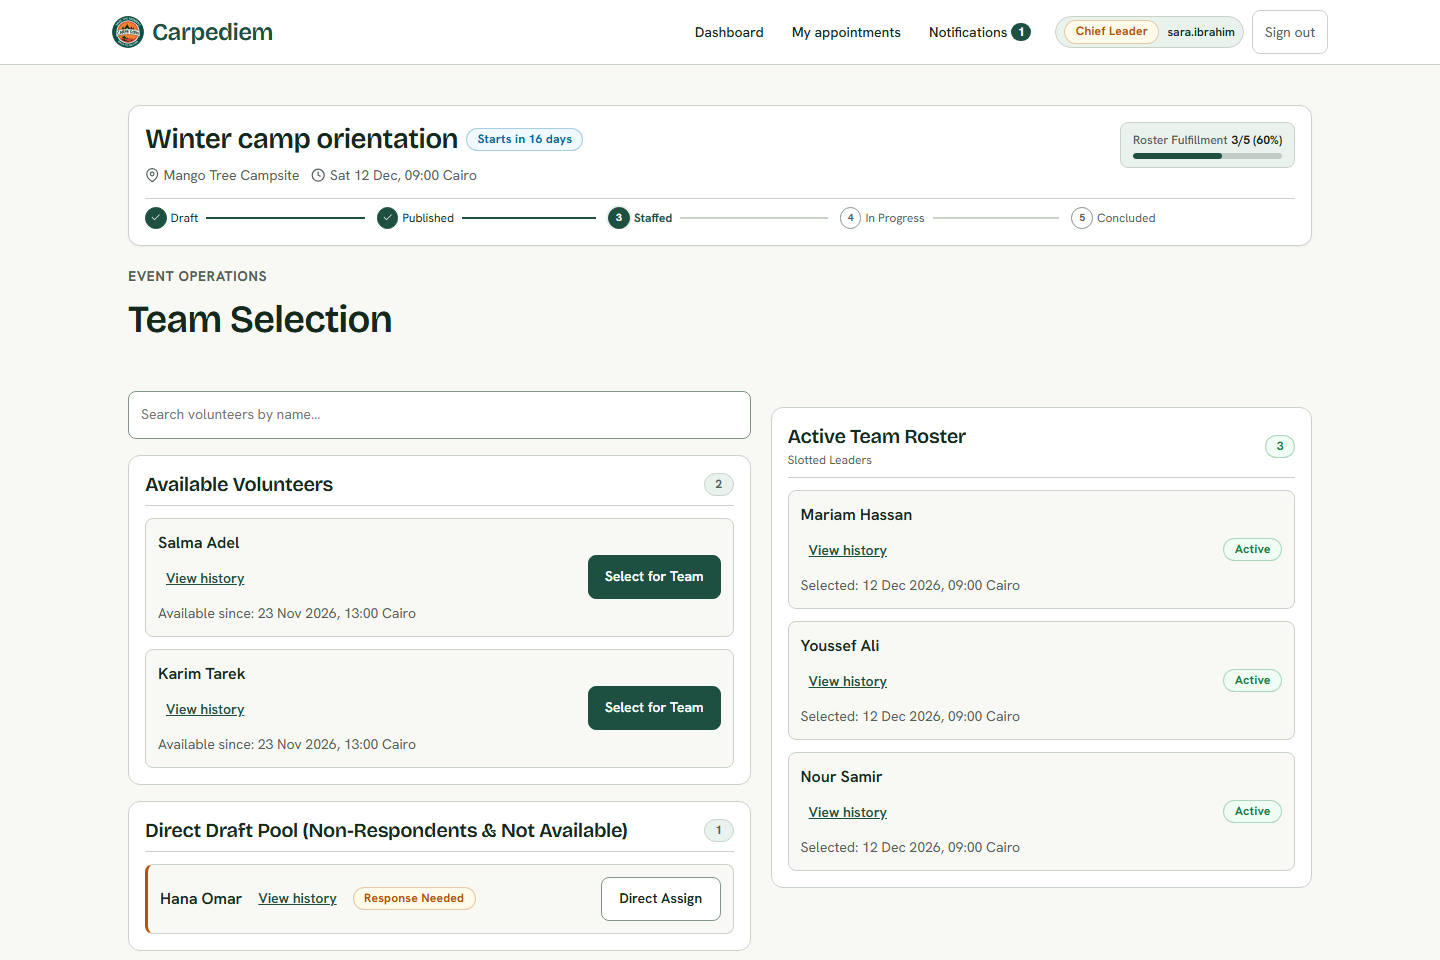 Carpediem
Dashboard
My appointments
Notifications 1
Chief Leader
sara.ibrahim
Sign out
Winter camp orientation
Starts in 16 days
Mango Tree Campsite
Sat 12 Dec, 09:00 Cairo
Roster Fulfillment 3/5 (60%)
Draft
Published
3 Staffed
4 In Progress
5 Concluded
EVENT OPERATIONS
Team Selection
Search volunteers by name...
Available Volunteers
2
Salma Adel
View history
Available since: 23 Nov 2026, 13:00 Cairo
Select for Team
Karim Tarek
View history
Available since: 23 Nov 2026, 13:00 Cairo
Select for Team
Direct Draft Pool (Non-Respondents & Not Available)
1
Hana Omar
View history
Response Needed
Direct Assign
Active Team Roster
Slotted Leaders
3
Mariam Hassan
View history
Selected: 12 Dec 2026, 09:00 Cairo
Active
Youssef Ali
View history
Selected: 12 Dec 2026, 09:00 Cairo
Active
Nour Samir
View history
Selected: 12 Dec 2026, 09:00 Cairo
Active